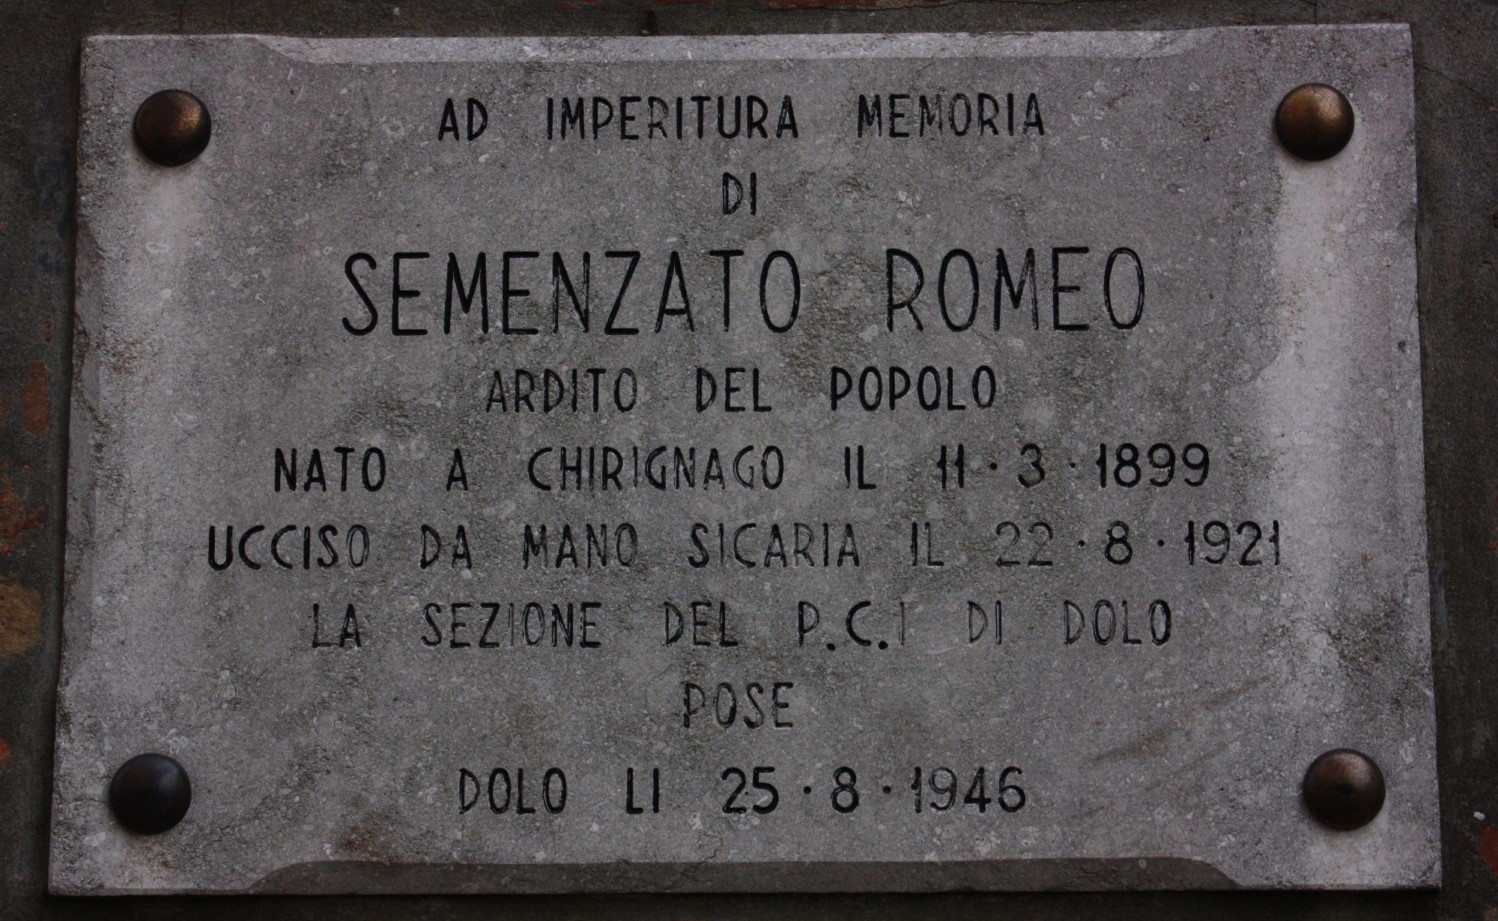 AD IMPERITURA MEMORIA
DI
SEMENZATO ROMEO
ARDITO DEL POPOLO
NATO A CHIRIGNAGO IL 11·3·1899
UCCISO DA MANO SICARIA IL 22·8·1921
LA SEZIONE DEL P.C.I DI DOLO
POSE
DOLO LI 25·8·1946